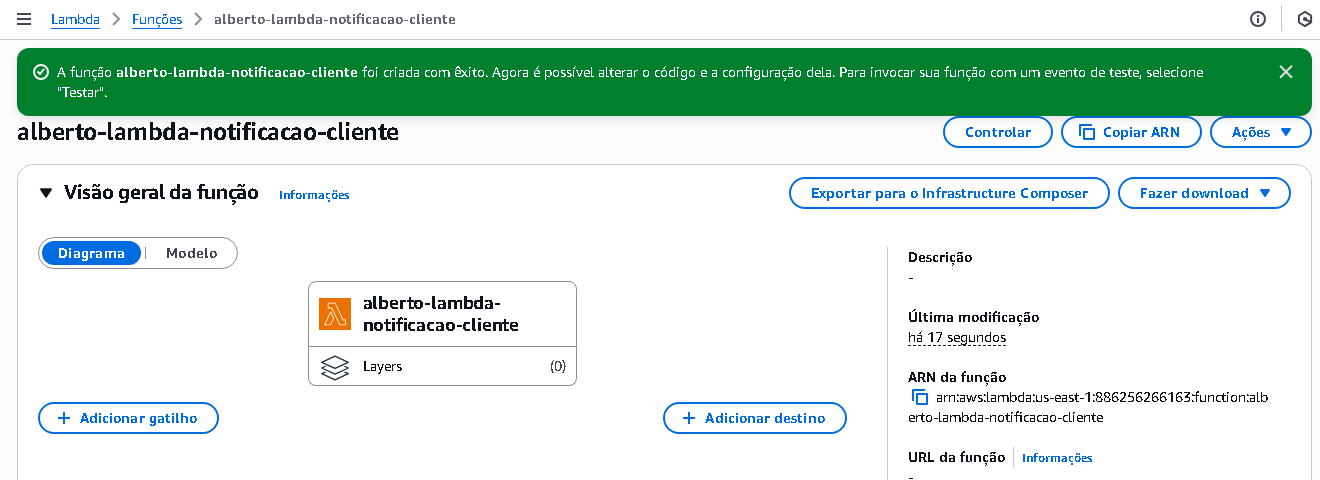 Lambda > Funções > alberto-lambda-notificacao-cliente
A função alberto-lambda-notificacao-cliente foi criada com êxito. Agora é possível alterar o código e a configuração dela. Para invocar sua função com um evento de teste, selecione
"Testar".
alberto-lambda-notificacao-cliente
Controlar
Copiar ARN
Ações
Visão geral da função
Informações
Exportar para o Infrastructure Composer
Fazer download
Diagrama
Modelo
alberto-lambda-
notificacao-cliente
Layers
(0)
+ Adicionar gatilho
+ Adicionar destino
Descrição
-
Última modificação
há 17 segundos
ARN da função
arn:aws:lambda:us-east-1:886256266163:function:alb
erto-lambda-notificacao-cliente
URL da função
Informações
-